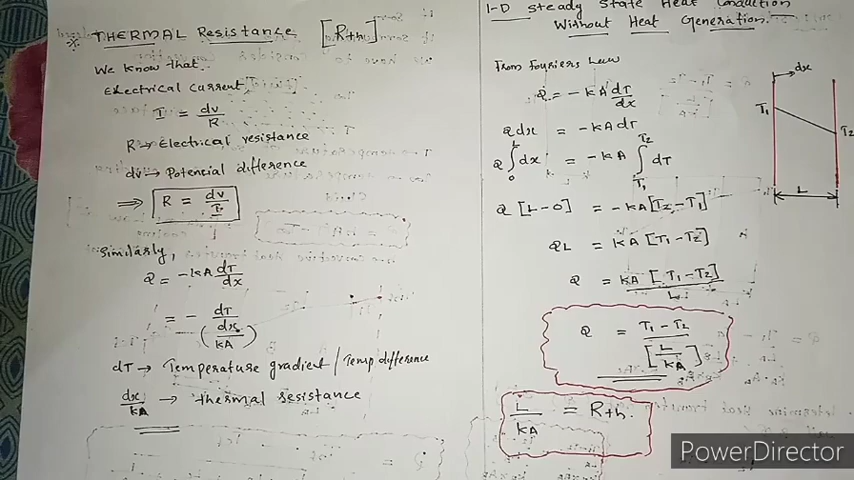 ※ THERMAL Resistance [Rth]
We know that.
Electrical current,
I = dv/R
R → Electrical resistance
dv → Potencial difference
⟹ R = dv/I
Similarly,
Q = -kA dT/dx
= - dT/(dx/kA)
dT → Temperature gradient / Temp difference
dx/kA → thermal resistance
1-D steady state Heat conduction
Without Heat Generation.
From Fouriers Law
Q = -kA dT/dx
Q dx = -kA dT
Q ∫₀ᴸ dx = -kA ∫_{T1}^{T2} dT
Q [L-0] = -kA [T2-T1]
QL = kA [T1-T2]
Q = kA [T1-T2]/L
Q = T1-T2/[L/kA]
L/kA = Rth.
dx
T1
T2
L
PowerDirector